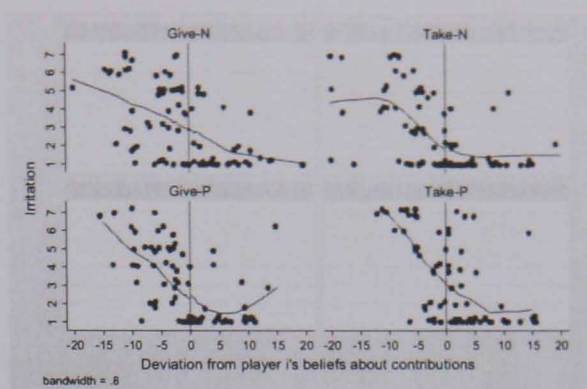 Give-N
Take-N
1 2 3 4 5 6 7
Irritation
Give-P
Take-P
1 2 3 4 5 6 7
-20 -15 -10 -5 0 5 10 15 20
-20 -15 -10 -5 0 5 10 15 20
Deviation from player i's beliefs about contributions
bandwidth = .8